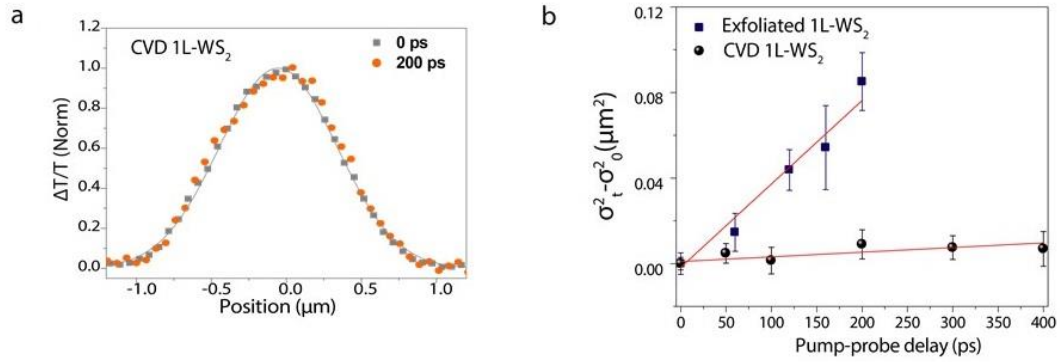 a
CVD 1L-WS₂
0 ps
200 ps
ΔT/T (Norm)
1.2
1.0
0.8
0.6
0.4
0.2
0.0
-1.0 -0.5 0.0 0.5 1.0
Position (μm)
b
Exfoliated 1L-WS₂
CVD 1L-WS₂
σ²ₜ-σ²₀(μm²)
0.12
0.08
0.04
0.00
0 50 100 150 200 250 300 350 400
Pump-probe delay (ps)